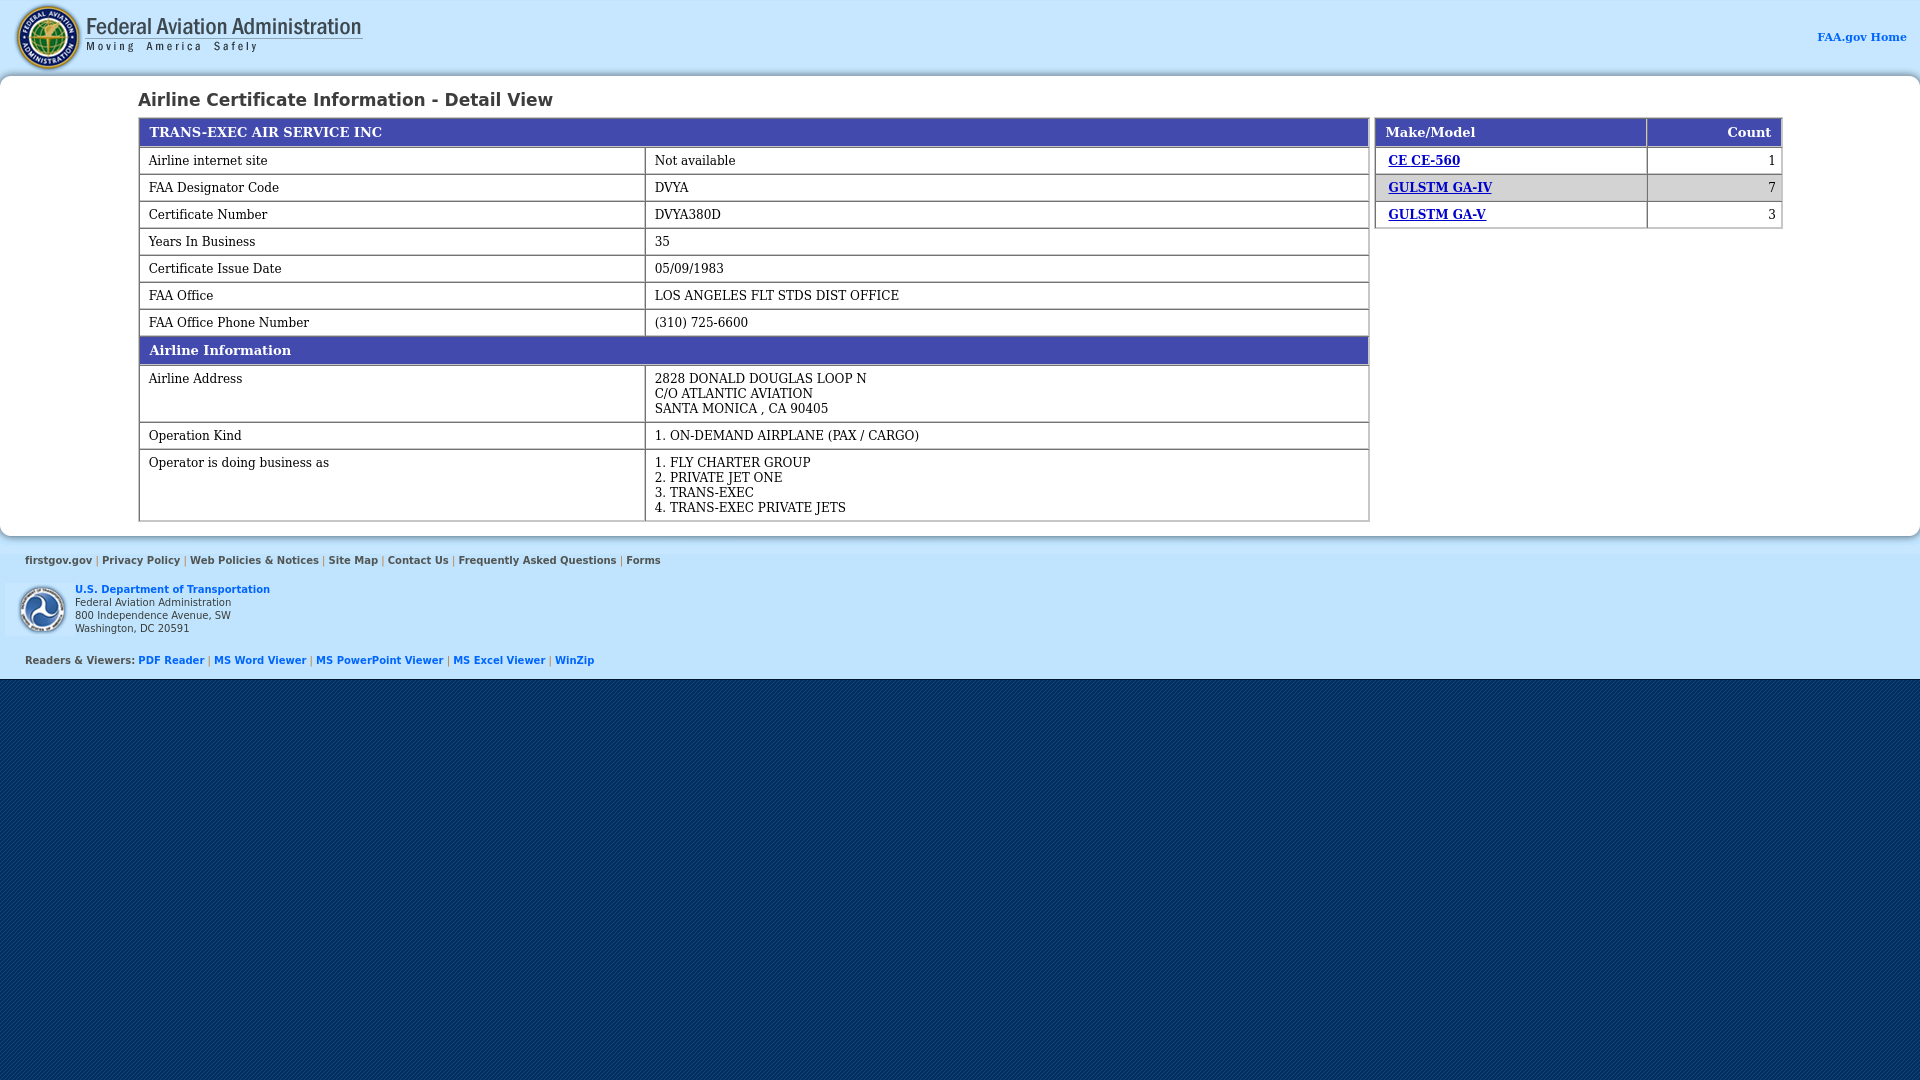 Federal Aviation Administration
Moving America Safely
FAA.gov Home
Airline Certificate Information - Detail View
TRANS-EXEC AIR SERVICE INC
Airline internet site Not available
FAA Designator Code DVYA
Certificate Number DVYA380D
Years In Business 35
Certificate Issue Date 05/09/1983
FAA Office LOS ANGELES FLT STDS DIST OFFICE
FAA Office Phone Number (310) 725-6600
Airline Information
Airline Address 2828 DONALD DOUGLAS LOOP N
C/O ATLANTIC AVIATION
SANTA MONICA , CA 90405
Operation Kind 1. ON-DEMAND AIRPLANE (PAX / CARGO)
Operator is doing business as 1. FLY CHARTER GROUP
2. PRIVATE JET ONE
3. TRANS-EXEC
4. TRANS-EXEC PRIVATE JETS
Make/Model Count
CE CE-560 1
GULSTM GA-IV 7
GULSTM GA-V 3
firstgov.gov | Privacy Policy | Web Policies & Notices | Site Map | Contact Us | Frequently Asked Questions | Forms
U.S. Department of Transportation
Federal Aviation Administration
800 Independence Avenue, SW
Washington, DC 20591
Readers & Viewers: PDF Reader | MS Word Viewer | MS PowerPoint Viewer | MS Excel Viewer | WinZip